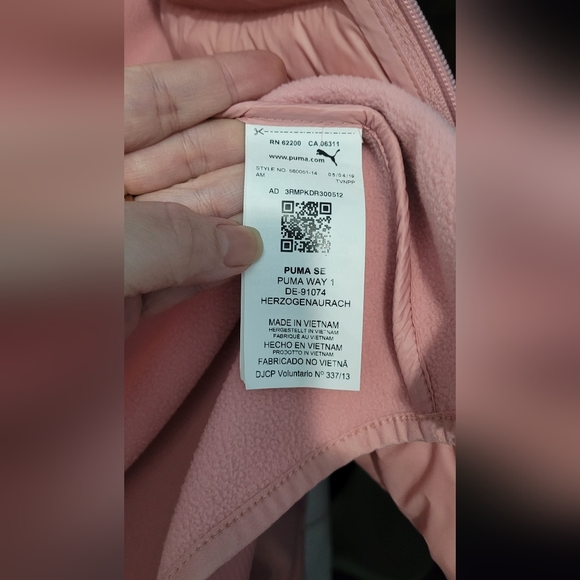 RN 62200 CA 06311
www.puma.com
STYLE NO. 580051-14 05/04/19
AM TVNPP
AD 3RMPKDR300S12
PUMA SE
PUMA WAY 1
DE-91074
HERZOGENAURACH
MADE IN VIETNAM
HERGESTELLT IN VIETNAM
FABRIQUÉ AU VIETNAM
HECHO EN VIETNAM
PRODOTTO IN VIETNAM
FABRICADO NO VIETNÃ
DJCP Voluntario Nº 337/13